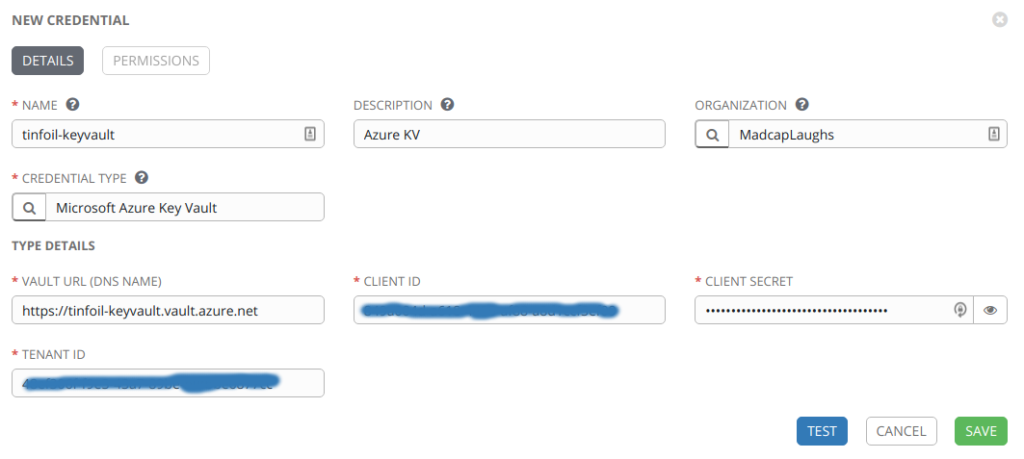 NEW CREDENTIAL
DETAILS PERMISSIONS
* NAME ? DESCRIPTION ? ORGANIZATION ?
tinfoil-keyvault Azure KV MadcapLaughs
* CREDENTIAL TYPE ?
Microsoft Azure Key Vault
TYPE DETAILS
* VAULT URL (DNS NAME) * CLIENT ID * CLIENT SECRET
https://tinfoil-keyvault.vault.azure.net ••••••••••••••••••••••••••••••••••••
* TENANT ID
TEST CANCEL SAVE